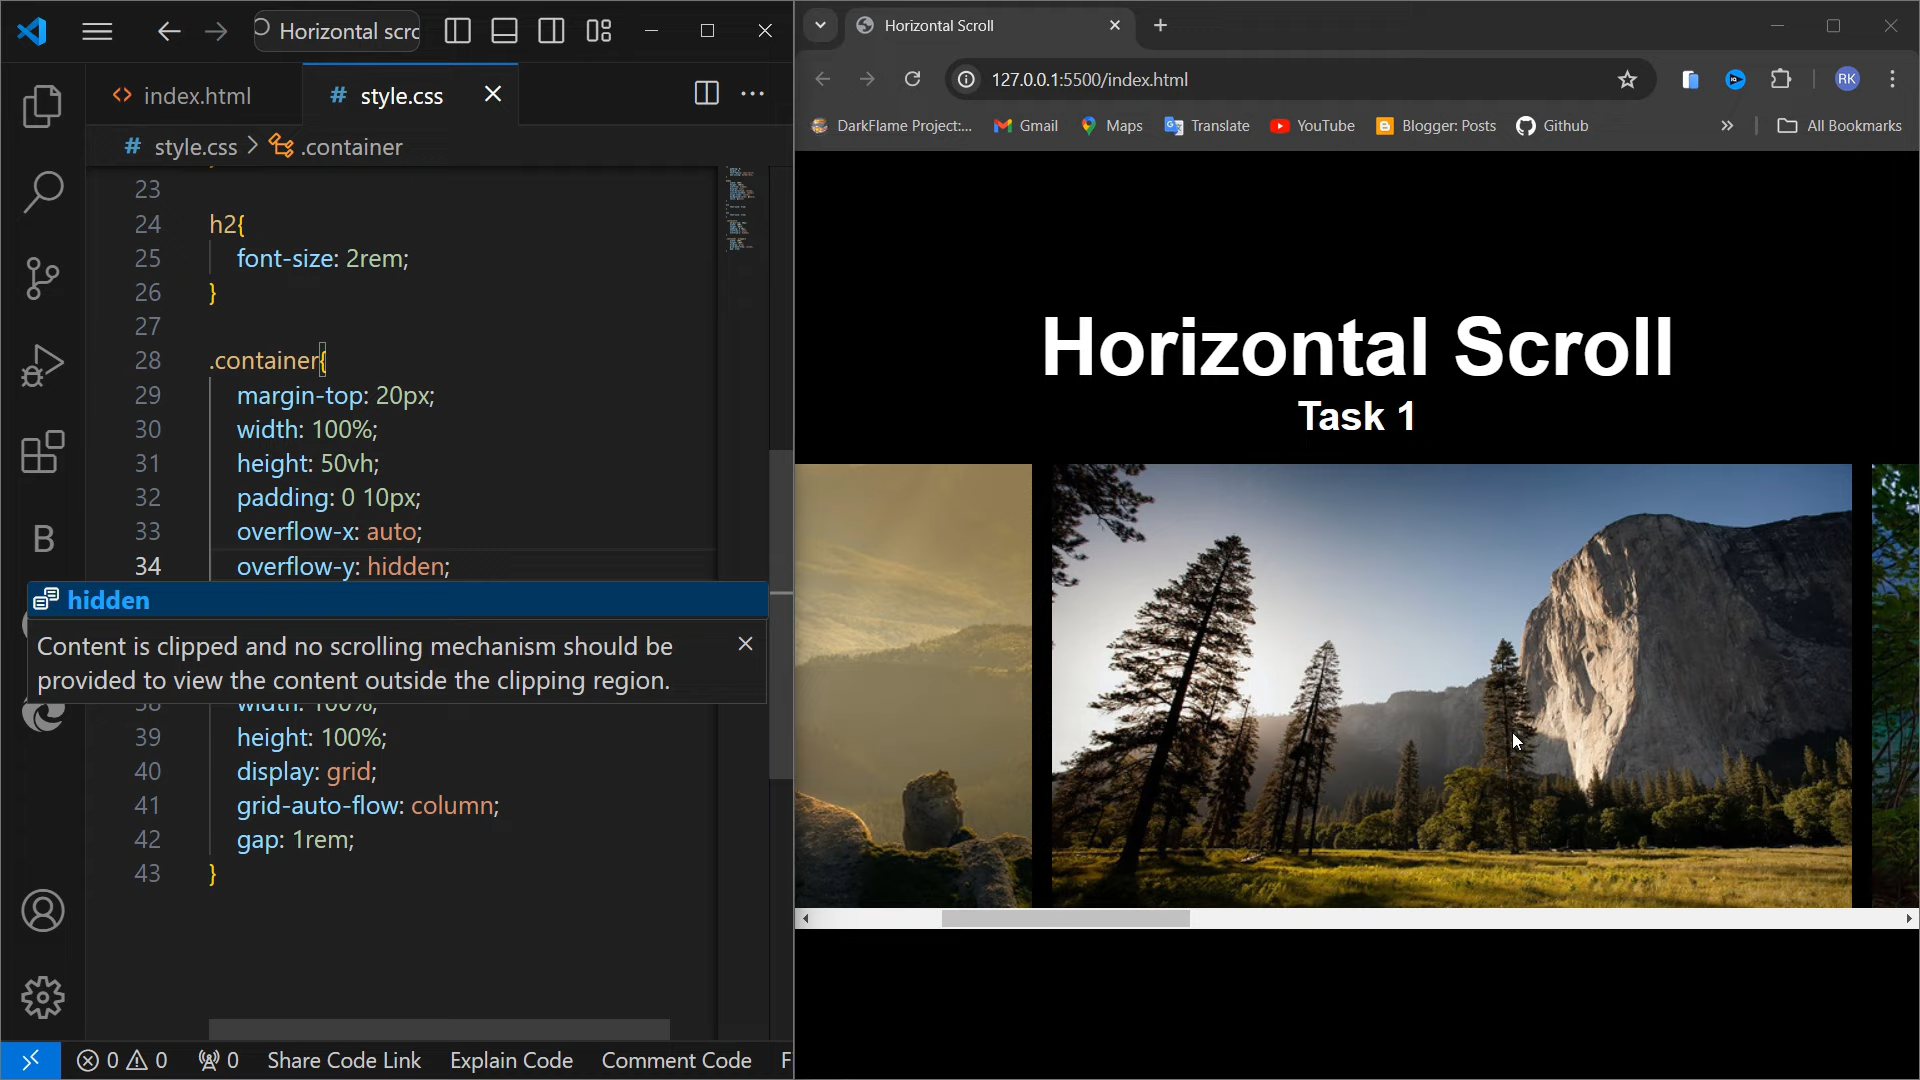 Horizontal scrc
index.html
# style.css
# style.css > .container
23
24 h2{
25 font-size: 2rem;
26 }
27
28 .container{
29 margin-top: 20px;
30 width: 100%;
31 height: 50vh;
32 padding: 0 10px;
33 overflow-x: auto;
34 overflow-y: hidden;
hidden
Content is clipped and no scrolling mechanism should be
provided to view the content outside the clipping region.
38 width: 100%;
39 height: 100%;
40 display: grid;
41 grid-auto-flow: column;
42 gap: 1rem;
43 }
B
0 0 0 Share Code Link Explain Code Comment Code F
Horizontal Scroll
127.0.0.1:5500/index.html
RK
DarkFlame Project:... Gmail Maps Translate YouTube Blogger: Posts Github » All Bookmarks
Horizontal Scroll
Task 1